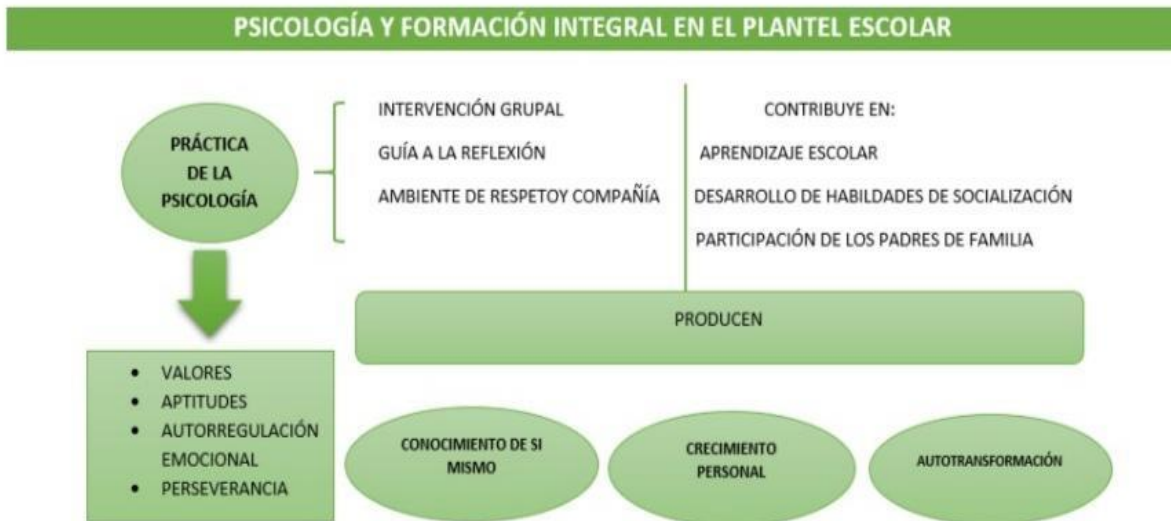 PSICOLOGÍA Y FORMACIÓN INTEGRAL EN EL PLANTEL ESCOLAR
PRÁCTICA
DE LA
PSICOLOGÍA
INTERVENCIÓN GRUPAL
GUÍA A LA REFLEXIÓN
AMBIENTE DE RESPETOY COMPAÑÍA
CONTRIBUYE EN:
APRENDIZAJE ESCOLAR
DESARROLLO DE HABILDADES DE SOCIALIZACIÓN
PARTICIPACIÓN DE LOS PADRES DE FAMILIA
PRODUCEN
• VALORES
• APTITUDES
• AUTORREGULACIÓN
EMOCIONAL
• PERSEVERANCIA
CONOCIMIENTO DE SI
MISMO
CRECIMIENTO
PERSONAL
AUTOTRANSFORMACIÓN